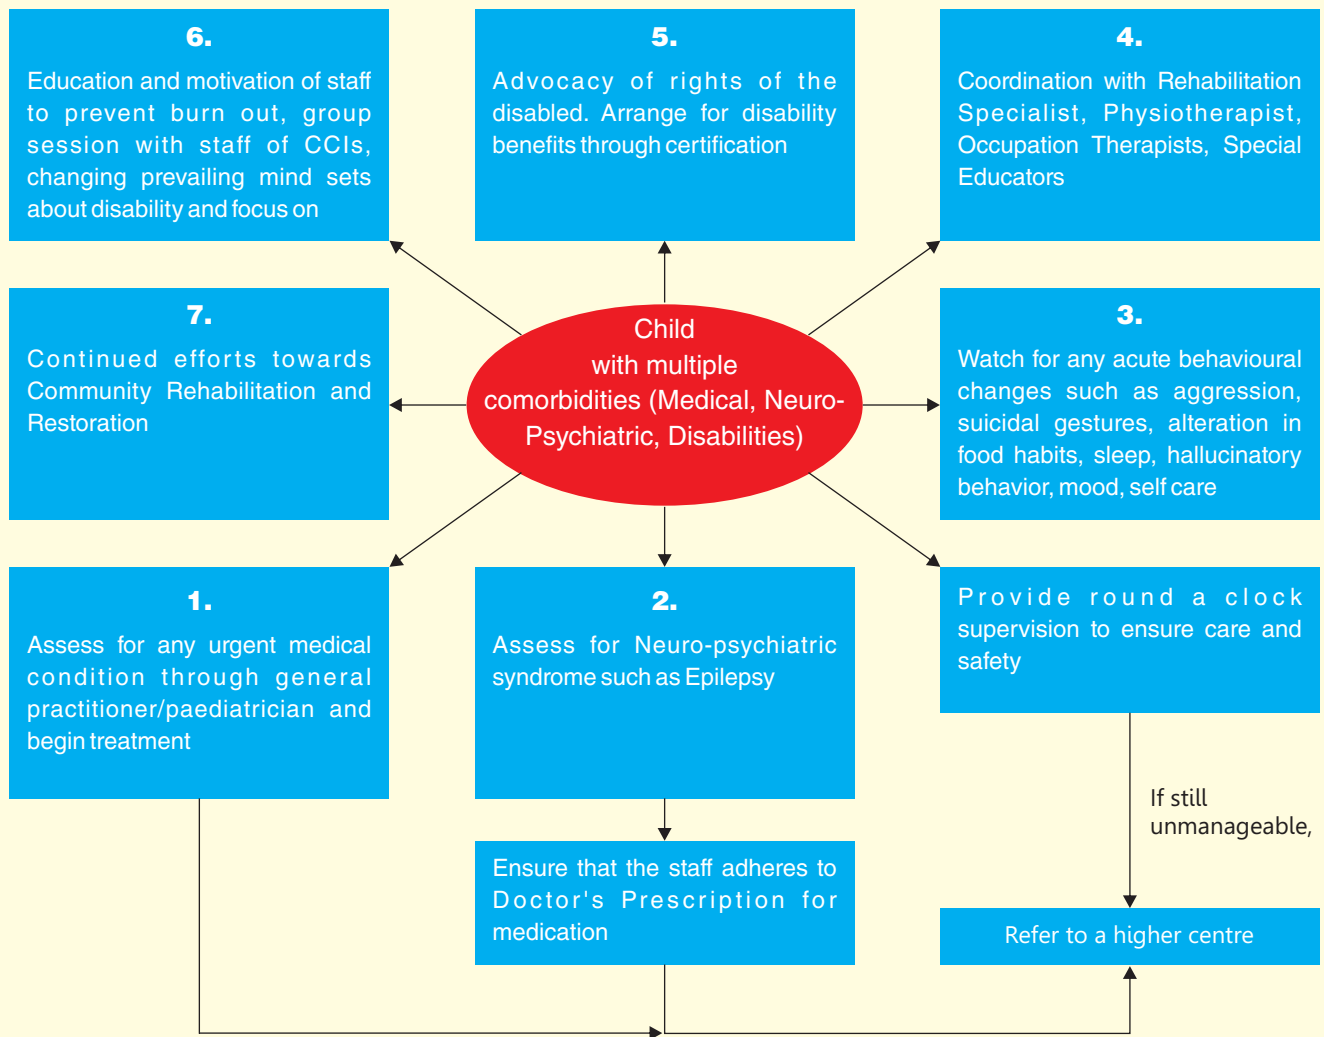 6.
Education and motivation of staff
to prevent burn out, group
session with staff of CCIs,
changing prevailing mind sets
about disability and focus on
5.
Advocacy of rights of the
disabled. Arrange for disability
benefits through certification
4.
Coordination with Rehabilitation
Specialist, Physiotherapist,
Occupation Therapists, Special
Educators
7.
Continued efforts towards
Community Rehabilitation and
Restoration
Child
with multiple
comorbidities (Medical, Neuro-
Psychiatric, Disabilities)
3.
Watch for any acute behavioural
changes such as aggression,
suicidal gestures, alteration in
food habits, sleep, hallucinatory
behavior, mood, self care
1.
Assess for any urgent medical
condition through general
practitioner/paediatrician and
begin treatment
2.
Assess for Neuro-psychiatric
syndrome such as Epilepsy
Provide round a clock
supervision to ensure care and
safety
If still
unmanageable,
Ensure that the staff adheres to
Doctor's Prescription for
medication
Refer to a higher centre